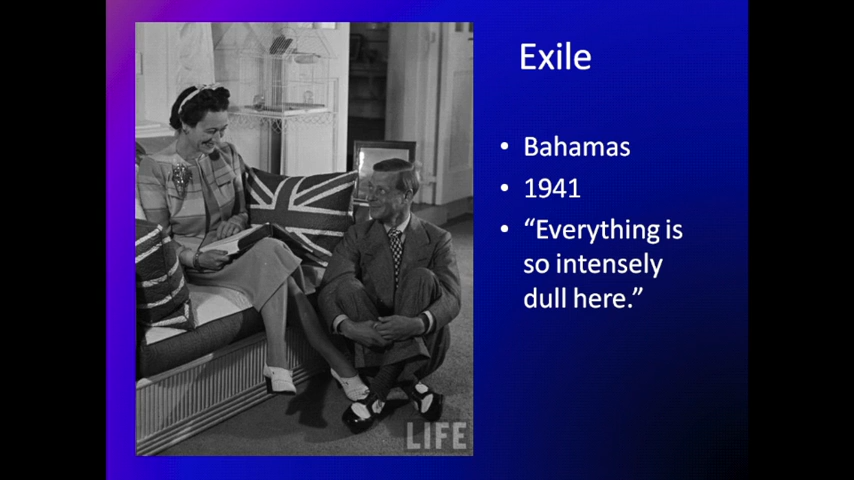 Exile
• Bahamas
• 1941
• “Everything is
so intensely
dull here.”
LIFE